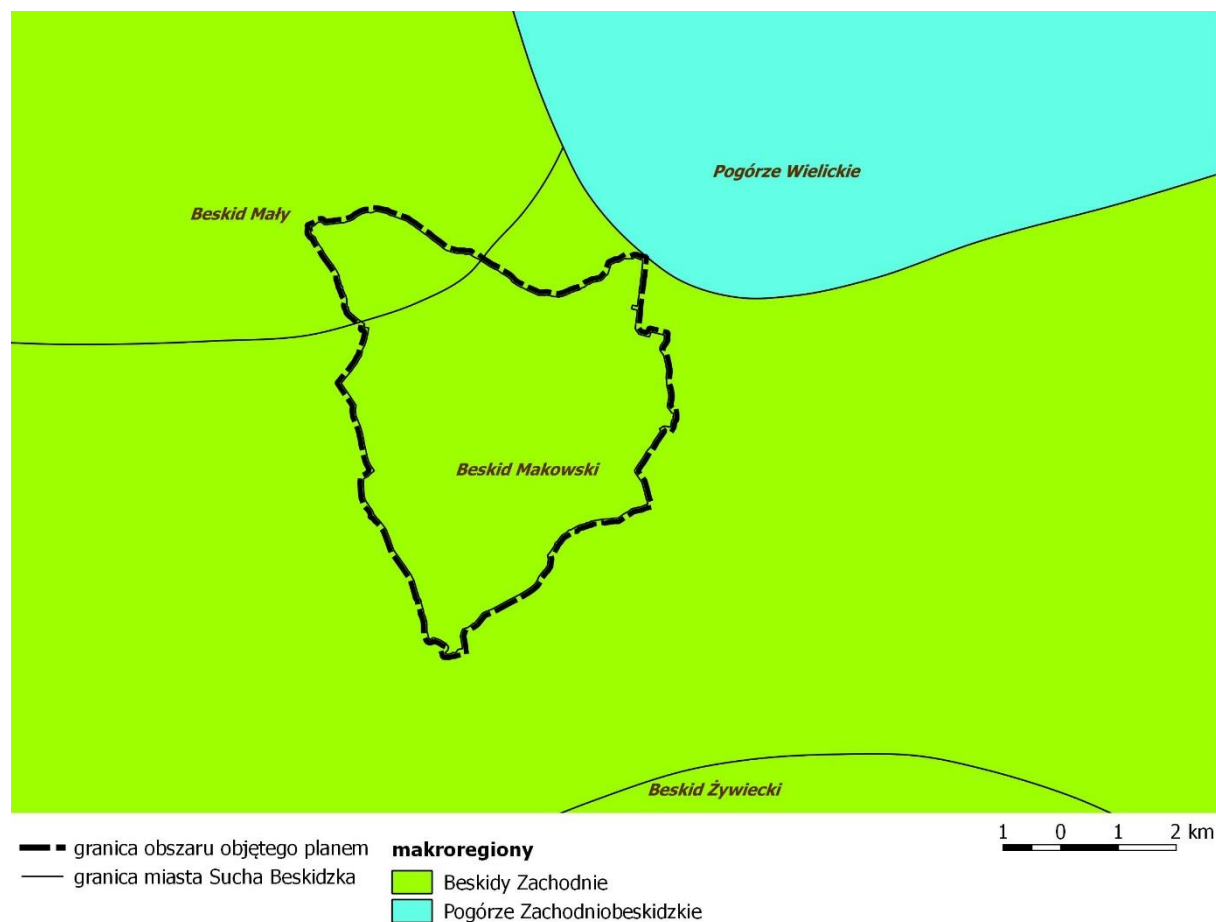 Pogórze Wielickie
Beskid Mały
Beskid Makowski
Beskid Żywiecki
1 0 1 2 km
granica obszaru objętego planem
granica miasta Sucha Beskidzka
makroregiony
Beskidy Zachodnie
Pogórze Zachodniobeskidzkie